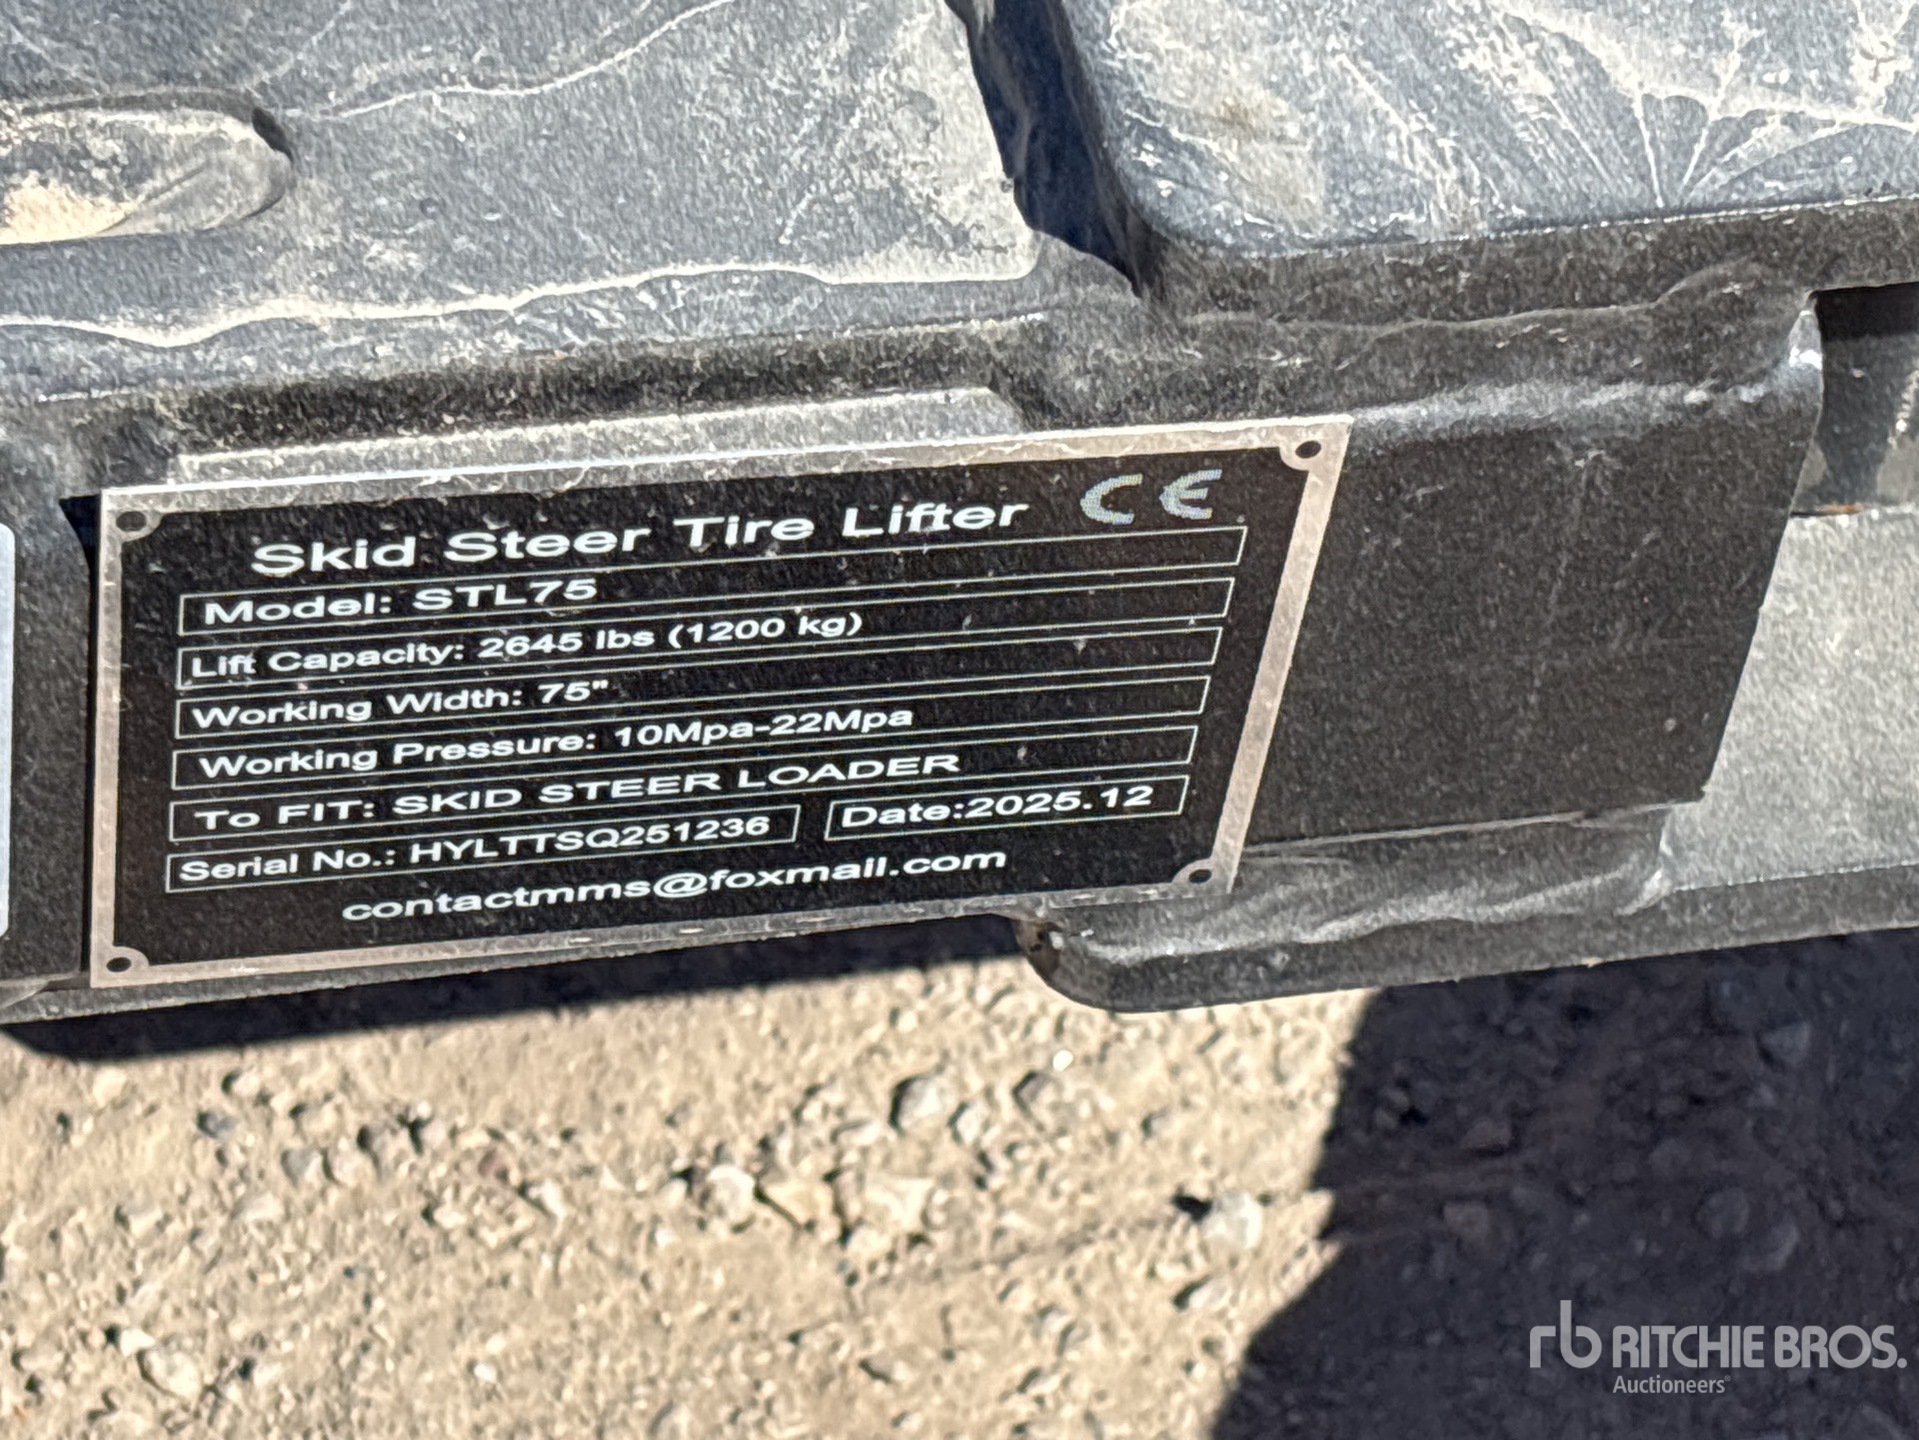 Skid Steer Tire Lifter CE
Model: STL75
Lift Capacity: 2645 lbs (1200 kg)
Working Width: 75"
Working Pressure: 10Mpa-22Mpa
To FIT: SKID STEER LOADER
Serial No.: HYLTTSQ251236 Date:2025.12
contactmms@foxmail.com
rb RITCHIE BROS.
Auctioneers